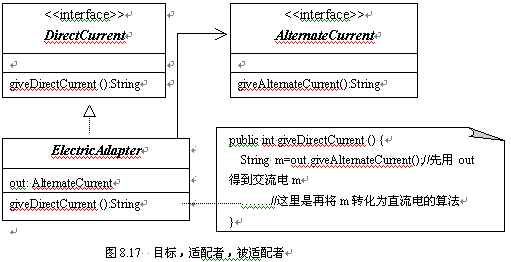 <<interface>>
DirectCurrent
giveDirectCurrent ():String
<<interface>>
AlternateCurrent
giveAlternateCurrent():String
ElectricAdapter
out: AlternateCurrent
giveDirectCurrent ():String
public int giveDirectCurrent () {
String m=out.giveAlternateCurrent();//先用 out
得到交流电 m
//这里是再将 m 转化为直流电的算法
}
图 8.17 目标，适配者，被适配者